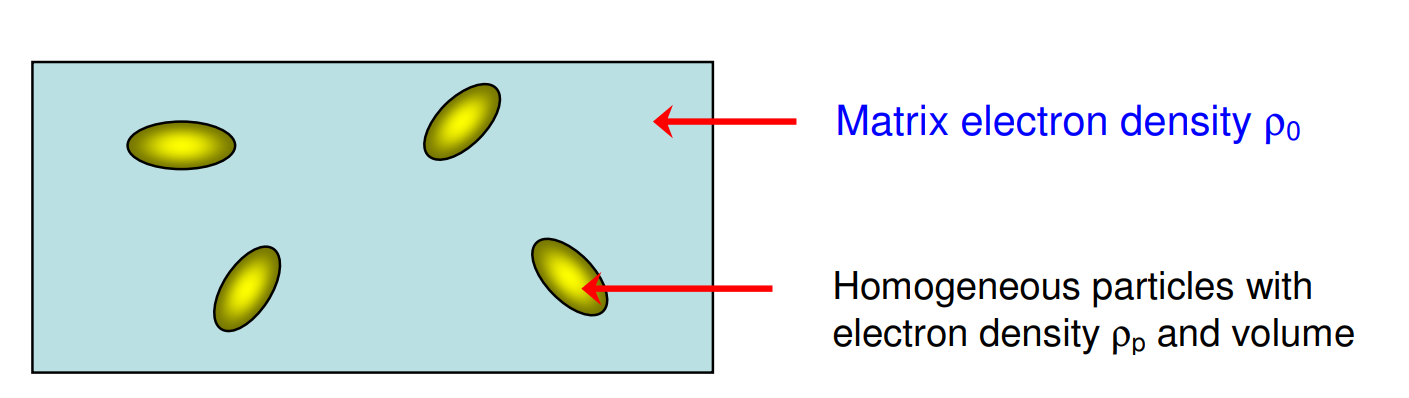 Matrix electron density ρ₀
Homogeneous particles with
electron density ρₚ and volume